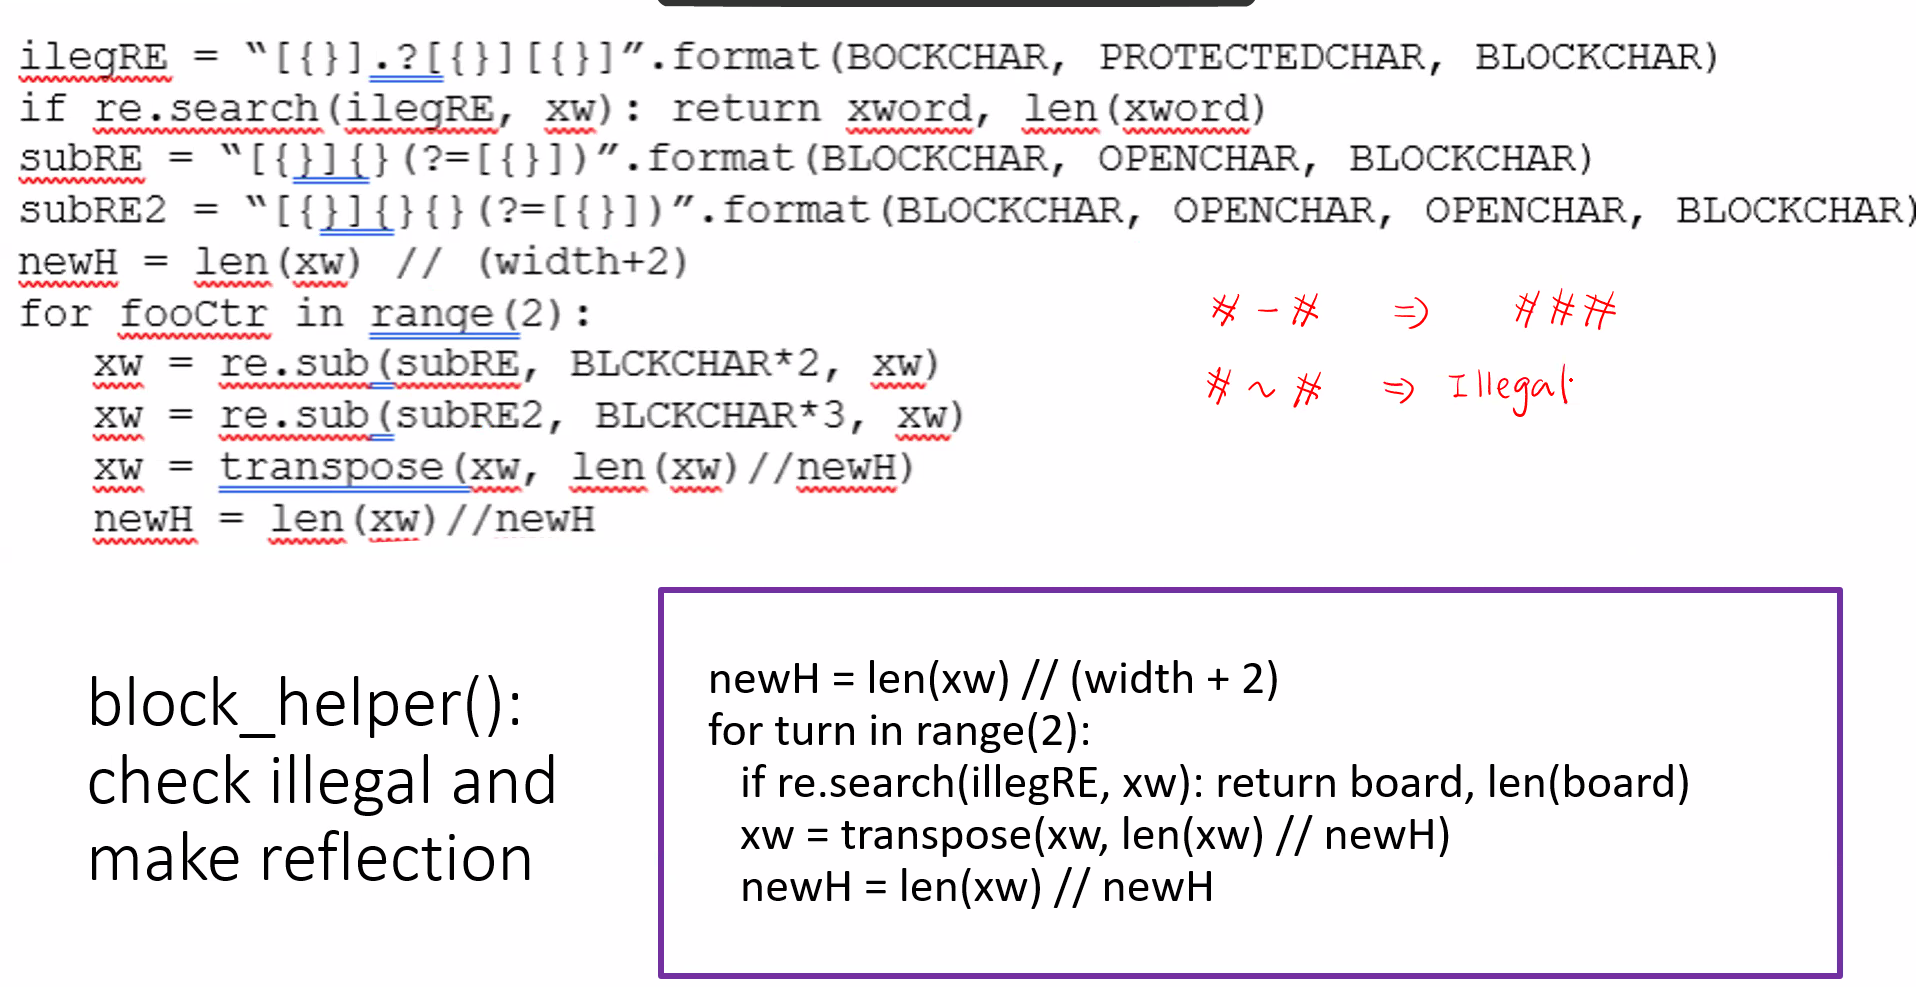 ilegRE = “[{}].?[{}][{}]”.format(BOCKCHAR, PROTECTEDCHAR, BLOCKCHAR)
if re.search(ilegRE, xw): return xword, len(xword)
subRE = “[{}]{}(?=[{}])”.format(BLOCKCHAR, OPENCHAR, BLOCKCHAR)
subRE2 = “[{}]{}{}(?=[{}])”.format(BLOCKCHAR, OPENCHAR, OPENCHAR, BLOCKCHAR)
newH = len(xw) // (width+2)
for fooCtr in range(2):
    xw = re.sub(subRE, BLCKCHAR*2, xw)
    xw = re.sub(subRE2, BLCKCHAR*3, xw)
    xw = transpose(xw, len(xw)//newH)
    newH = len(xw)//newH
# - # => ###
# ~ # => Illegal
block_helper():
check illegal and
make reflection
newH = len(xw) // (width + 2)
for turn in range(2):
  if re.search(illegRE, xw): return board, len(board)
  xw = transpose(xw, len(xw) // newH)
  newH = len(xw) // newH